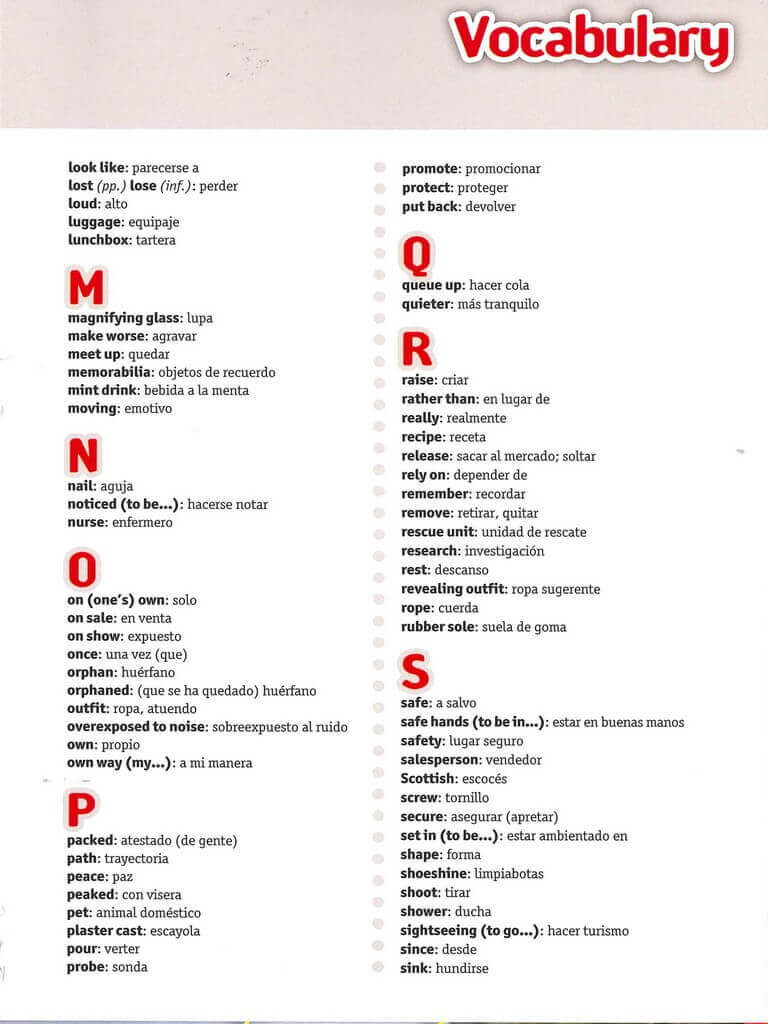 Vocabulary
look like: parecerse a
lost (pp.) lose (inf.): perder
loud: alto
luggage: equipaje
lunchbox: tartera
M
magnifying glass: lupa
make worse: agravar
meet up: quedar
memorabilia: objetos de recuerdo
mint drink: bebida a la menta
moving: emotivo
N
nail: aguja
noticed (to be...): hacerse notar
nurse: enfermero
O
on (one's) own: solo
on sale: en venta
on show: expuesto
once: una vez (que)
orphan: huérfano
orphaned: (que se ha quedado) huérfano
outfit: ropa, atuendo
overexposed to noise: sobreexpuesto al ruido
own: propio
own way (my...): a mi manera
P
packed: atestado (de gente)
path: trayectoria
peace: paz
peaked: con visera
pet: animal doméstico
plaster cast: escayola
pour: verter
probe: sonda
promote: promocionar
protect: proteger
put back: devolver
Q
queue up: hacer cola
quieter: más tranquilo
R
raise: criar
rather than: en lugar de
really: realmente
recipe: receta
release: sacar al mercado; soltar
rely on: depender de
remember: recordar
remove: retirar, quitar
rescue unit: unidad de rescate
research: investigación
rest: descanso
revealing outfit: ropa sugerente
rope: cuerda
rubber sole: suela de goma
S
safe: a salvo
safe hands (to be in...): estar en buenas manos
safety: lugar seguro
salesperson: vendedor
Scottish: escocés
screw: tornillo
secure: asegurar (apretar)
set in (to be...): estar ambientado en
shape: forma
shoeshine: limpiabotas
shoot: tirar
shower: ducha
sightseeing (to go...): hacer turismo
since: desde
sink: hundirse